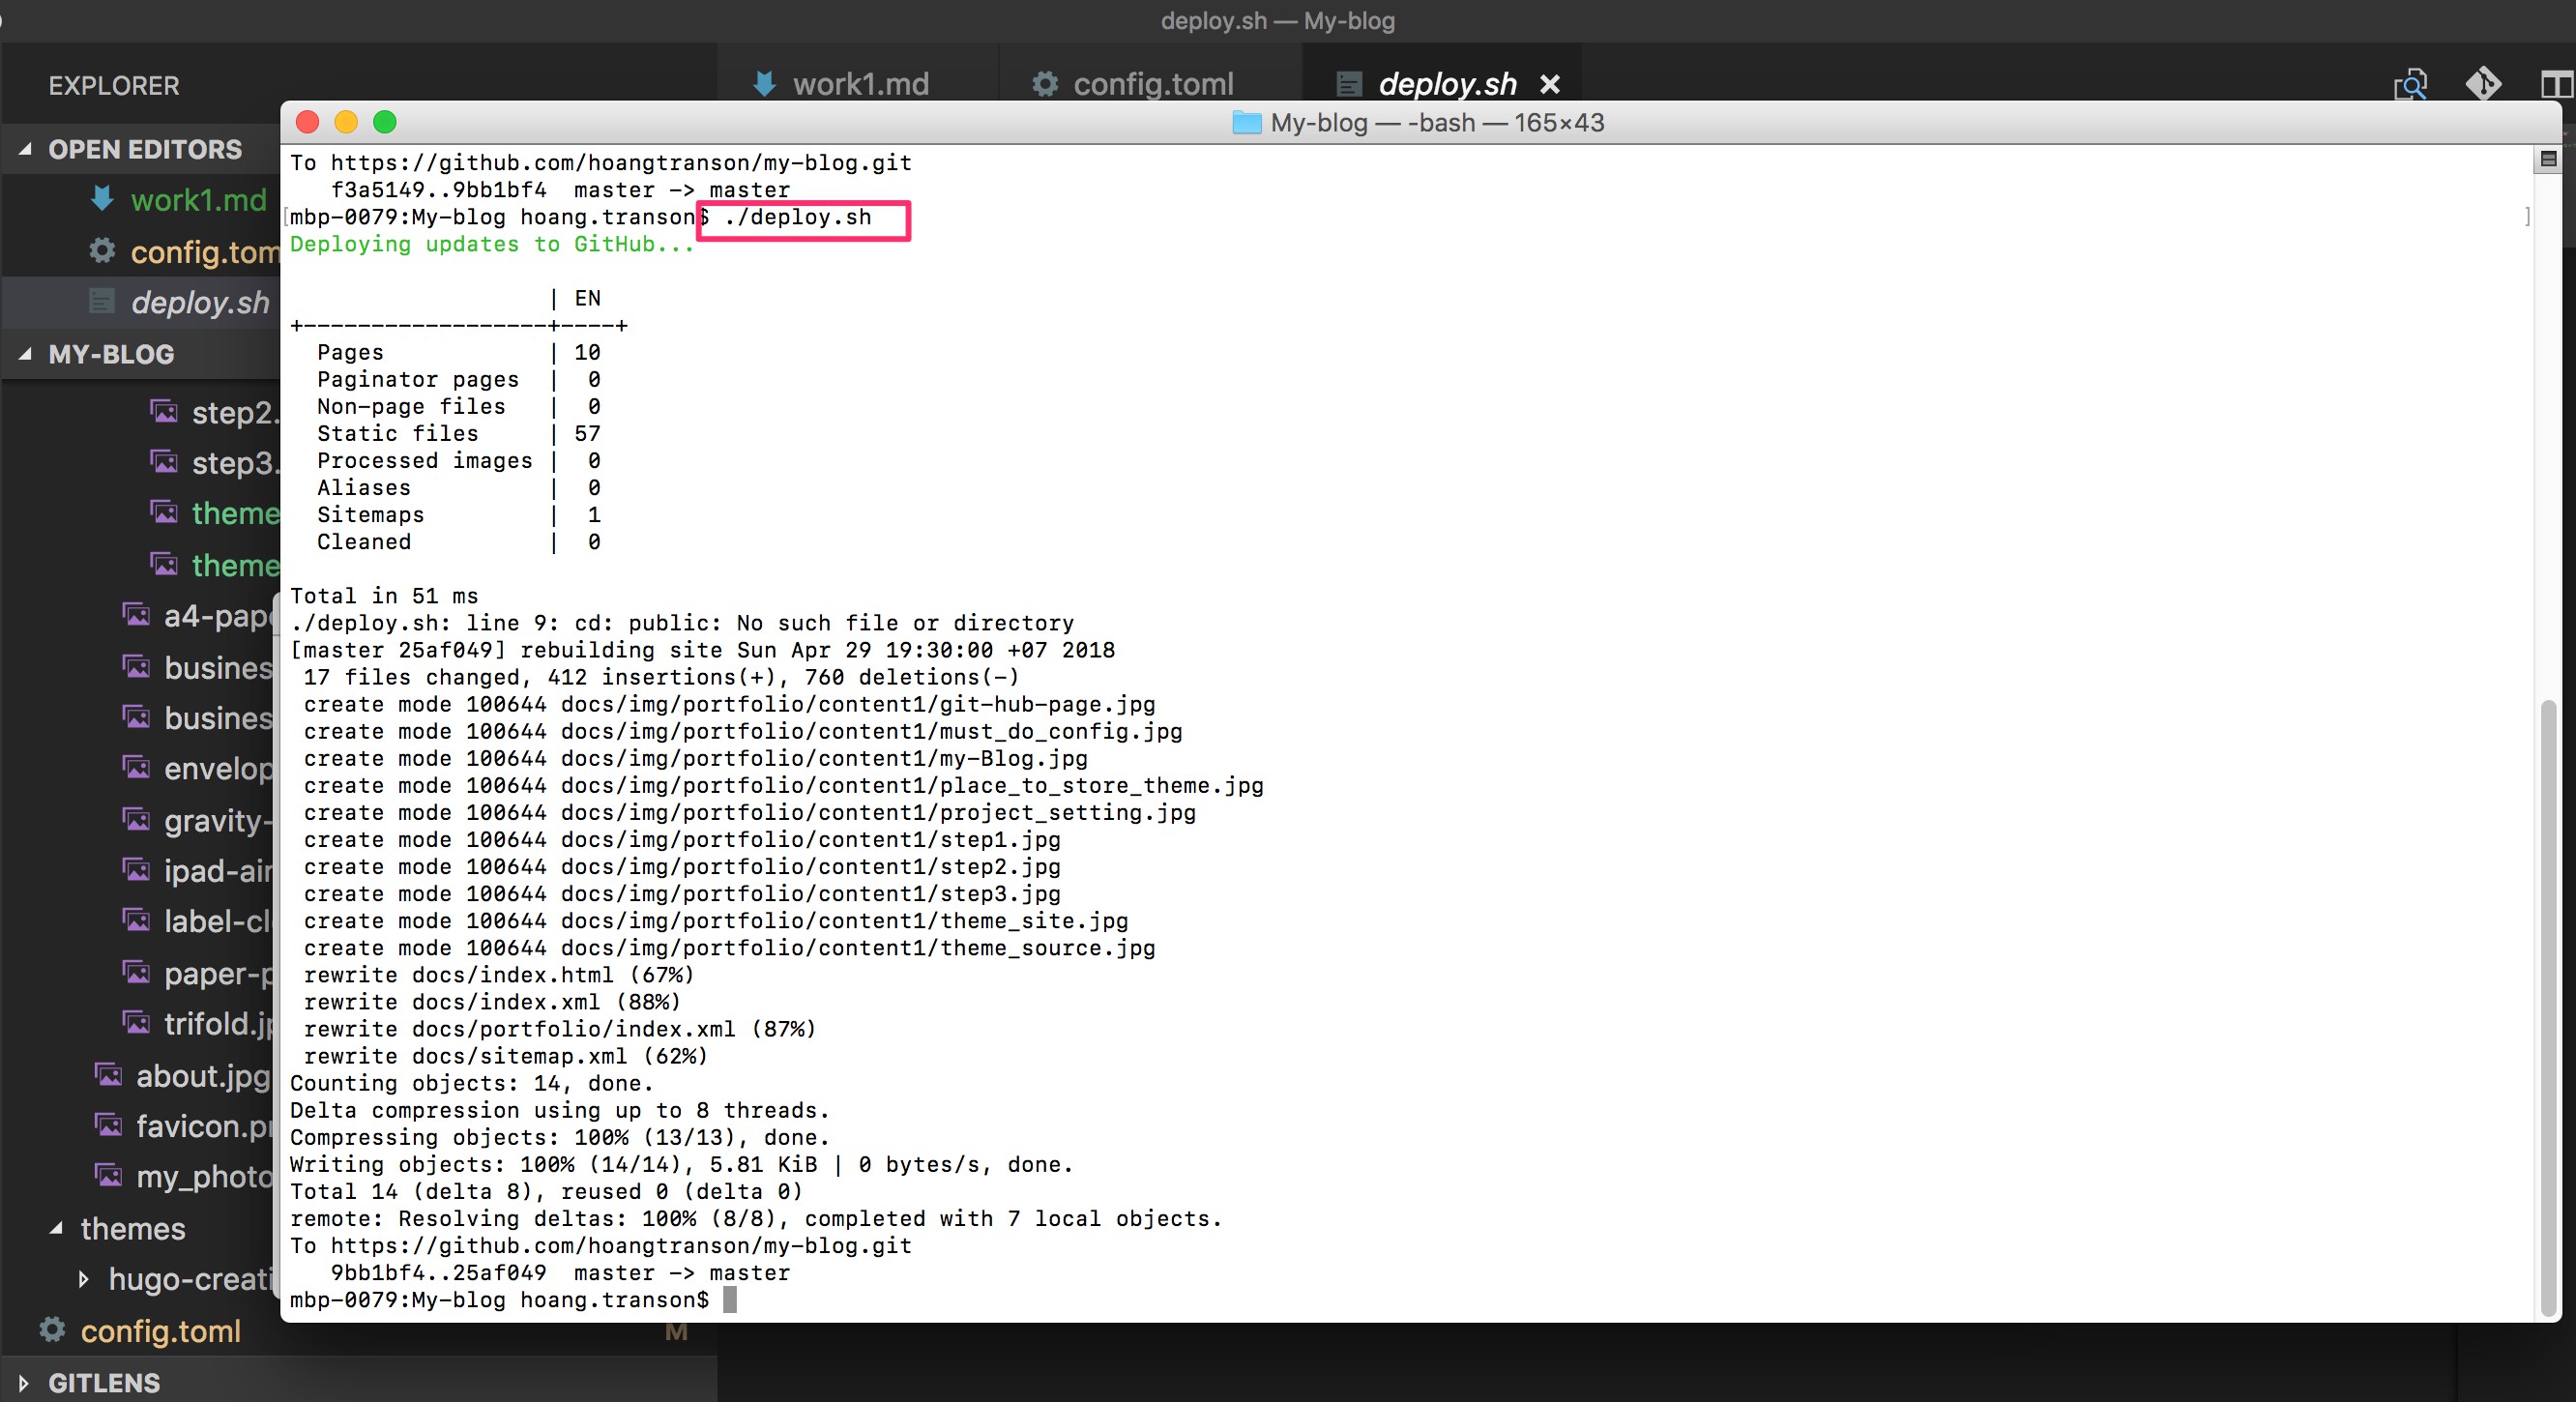 deploy.sh — My-blog
EXPLORER
work1.md
config.toml
deploy.sh
OPEN EDITORS
work1.md
config.tom
deploy.sh
MY-BLOG
step2.
step3.
theme
theme
a4-pap
busines
busines
envelop
gravity-
ipad-air
label-cl
paper-p
trifold.jp
about.jpg
favicon.pn
my_photo
themes
hugo-creati
config.toml M
GITLENS
My-blog — -bash — 165×43
To https://github.com/hoangtranson/my-blog.git
f3a5149..9bb1bf4 master -> master
[mbp-0079:My-blog hoang.transon$ ./deploy.sh ]
Deploying updates to GitHub...
| EN
+------------------+----+
Pages | 10
Paginator pages | 0
Non-page files | 0
Static files | 57
Processed images | 0
Aliases | 0
Sitemaps | 1
Cleaned | 0
Total in 51 ms
./deploy.sh: line 9: cd: public: No such file or directory
[master 25af049] rebuilding site Sun Apr 29 19:30:00 +07 2018
17 files changed, 412 insertions(+), 760 deletions(-)
create mode 100644 docs/img/portfolio/content1/git-hub-page.jpg
create mode 100644 docs/img/portfolio/content1/must_do_config.jpg
create mode 100644 docs/img/portfolio/content1/my-Blog.jpg
create mode 100644 docs/img/portfolio/content1/place_to_store_theme.jpg
create mode 100644 docs/img/portfolio/content1/project_setting.jpg
create mode 100644 docs/img/portfolio/content1/step1.jpg
create mode 100644 docs/img/portfolio/content1/step2.jpg
create mode 100644 docs/img/portfolio/content1/step3.jpg
create mode 100644 docs/img/portfolio/content1/theme_site.jpg
create mode 100644 docs/img/portfolio/content1/theme_source.jpg
rewrite docs/index.html (67%)
rewrite docs/index.xml (88%)
rewrite docs/portfolio/index.xml (87%)
rewrite docs/sitemap.xml (62%)
Counting objects: 14, done.
Delta compression using up to 8 threads.
Compressing objects: 100% (13/13), done.
Writing objects: 100% (14/14), 5.81 KiB | 0 bytes/s, done.
Total 14 (delta 8), reused 0 (delta 0)
remote: Resolving deltas: 100% (8/8), completed with 7 local objects.
To https://github.com/hoangtranson/my-blog.git
9bb1bf4..25af049 master -> master
mbp-0079:My-blog hoang.transon$